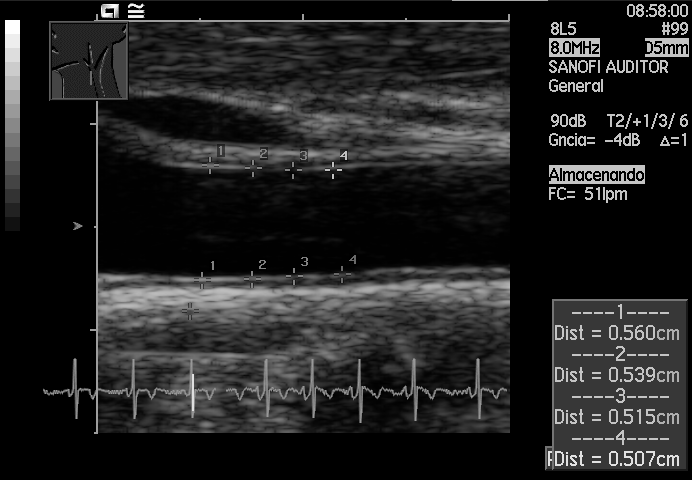 08:58:00
8L5 #99
8.0MHz D5mm
SANOFI AUDITOR
General
90dB T2/+1/3/ 6
Gncia= -4dB Δ=1
Almacenando
FC= 51lpm
1 2 3 4
1 2 3 4
----1----
Dist = 0.560cm
----2----
Dist = 0.539cm
----3----
Dist = 0.515cm
----4----
Dist = 0.507cm